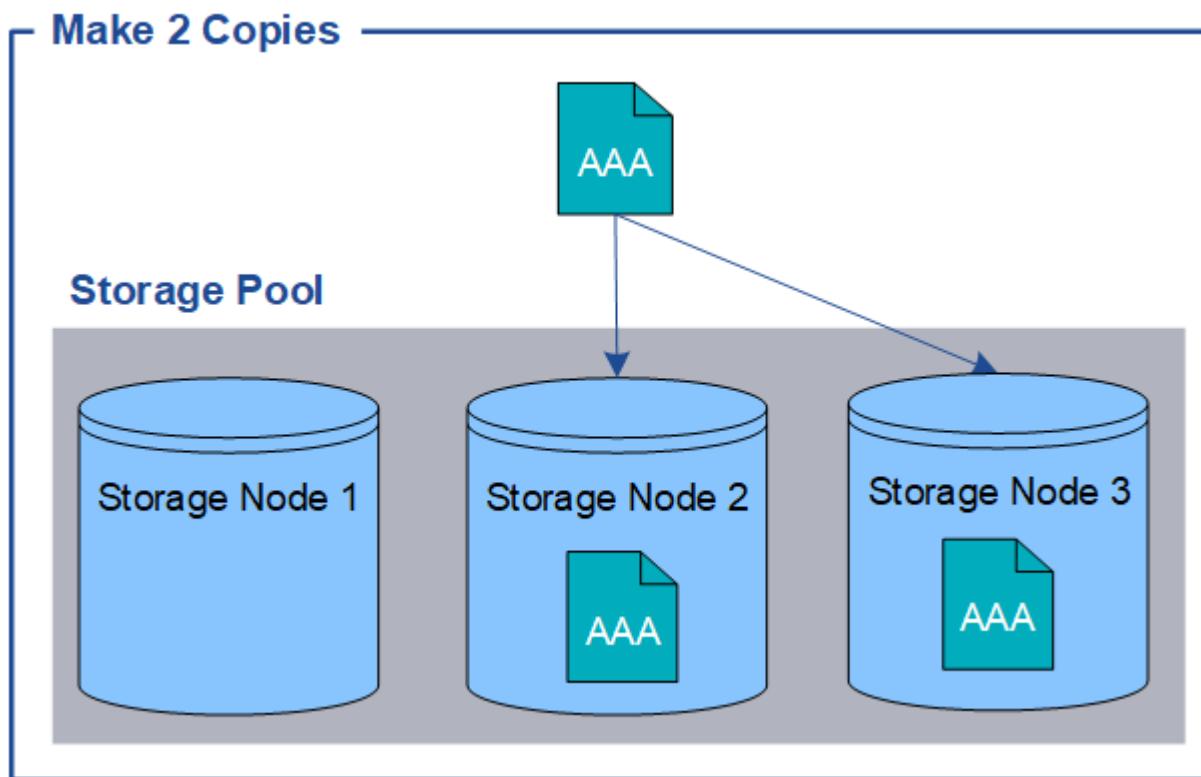 Make 2 Copies
AAA
Storage Pool
Storage Node 1
Storage Node 2
Storage Node 3
AAA
AAA